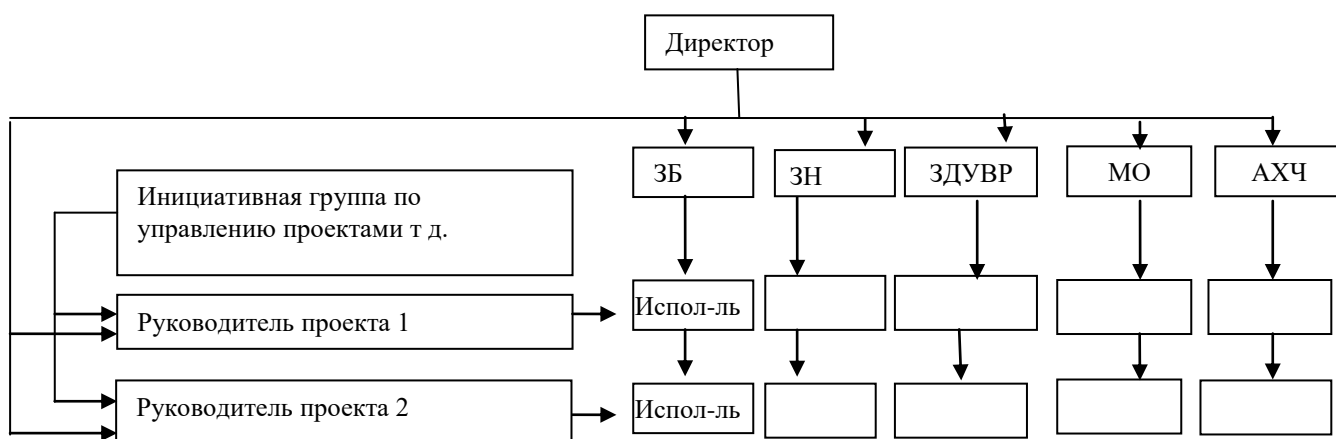 Директор
ЗБ
ЗН
ЗДУВР
МО
АХЧ
Инициативная группа по
управлению проектами т д.
Руководитель проекта 1
Испол-ль
Руководитель проекта 2
Испол-ль